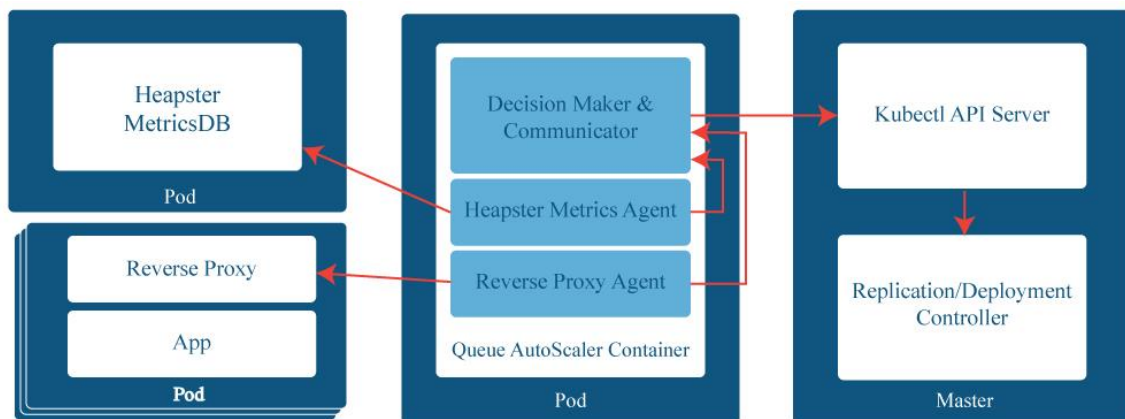 Heapster
MetricsDB
Pod
Reverse Proxy
App
Pod
Decision Maker &
Communicator
Heapster Metrics Agent
Reverse Proxy Agent
Queue AutoScaler Container
Pod
Kubectl API Server
Replication/Deployment
Controller
Master